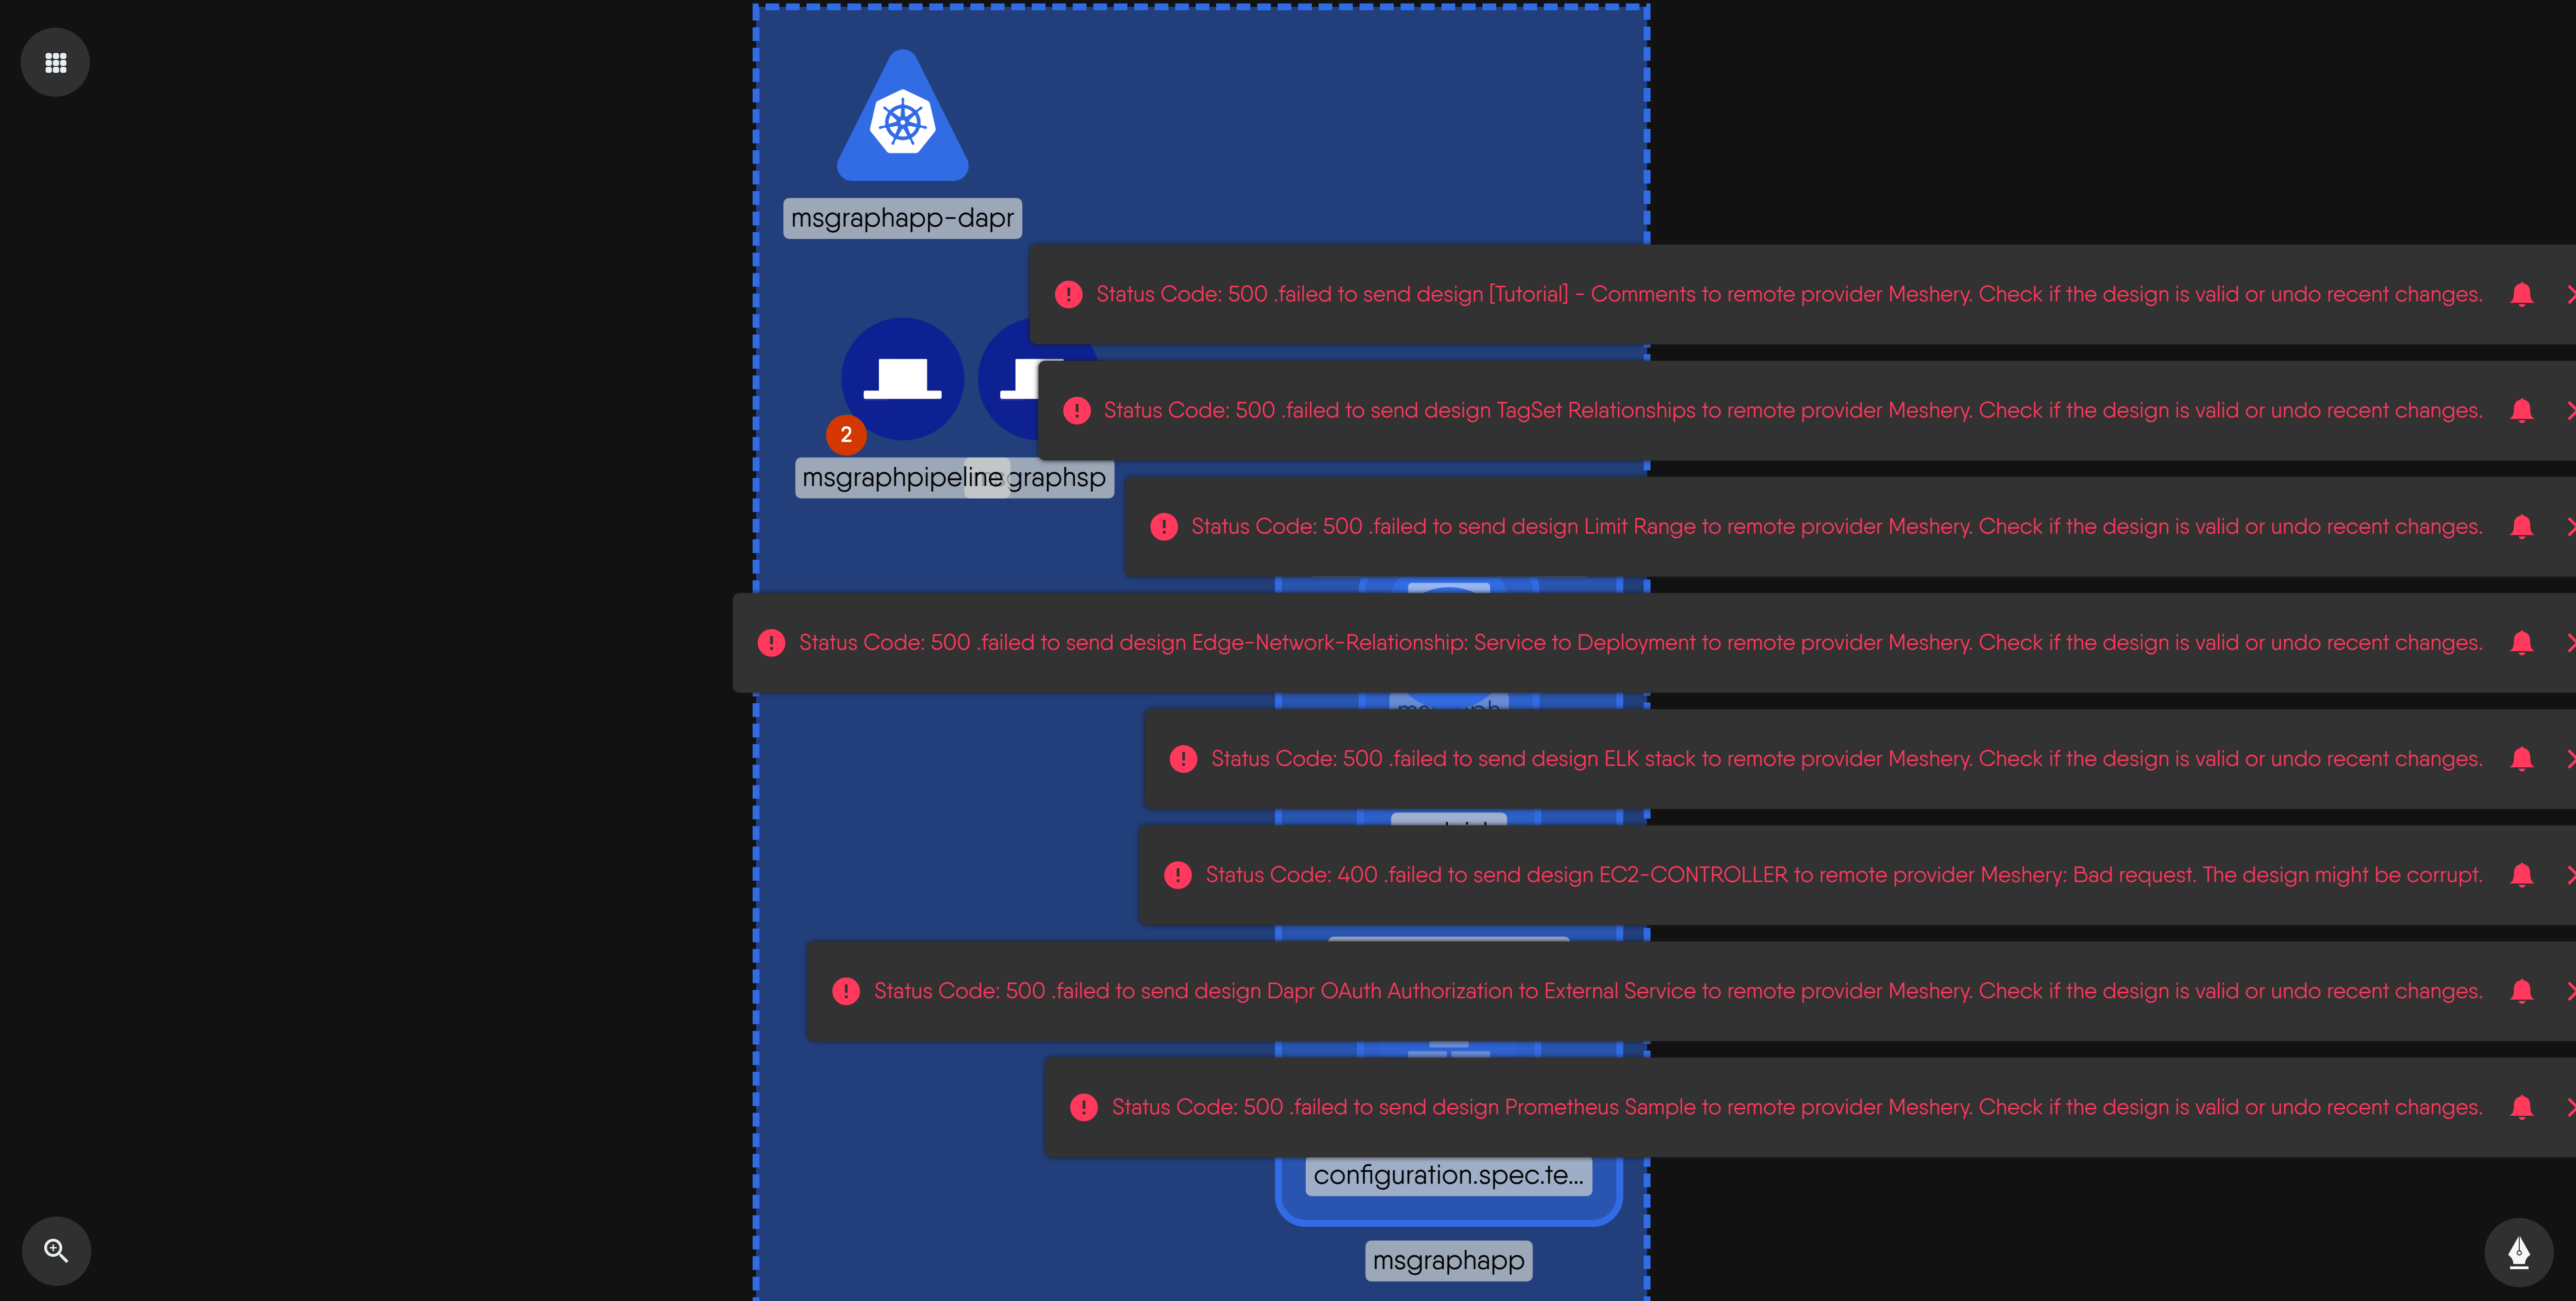 msgraphapp-dapr
Status Code: 500 .failed to send design [Tutorial] - Comments to remote provider Meshery. Check if the design is valid or undo recent changes.
Status Code: 500 .failed to send design TagSet Relationships to remote provider Meshery. Check if the design is valid or undo recent changes.
2
msgraphpipeline graphsp
Status Code: 500 .failed to send design Limit Range to remote provider Meshery. Check if the design is valid or undo recent changes.
Status Code: 500 .failed to send design Edge-Network-Relationship: Service to Deployment to remote provider Meshery. Check if the design is valid or undo recent changes.
Status Code: 500 .failed to send design ELK stack to remote provider Meshery. Check if the design is valid or undo recent changes.
Status Code: 400 .failed to send design EC2-CONTROLLER to remote provider Meshery: Bad request. The design might be corrupt.
Status Code: 500 .failed to send design Dapr OAuth Authorization to External Service to remote provider Meshery. Check if the design is valid or undo recent changes.
Status Code: 500 .failed to send design Prometheus Sample to remote provider Meshery. Check if the design is valid or undo recent changes.
configuration.spec.te...
msgraphapp